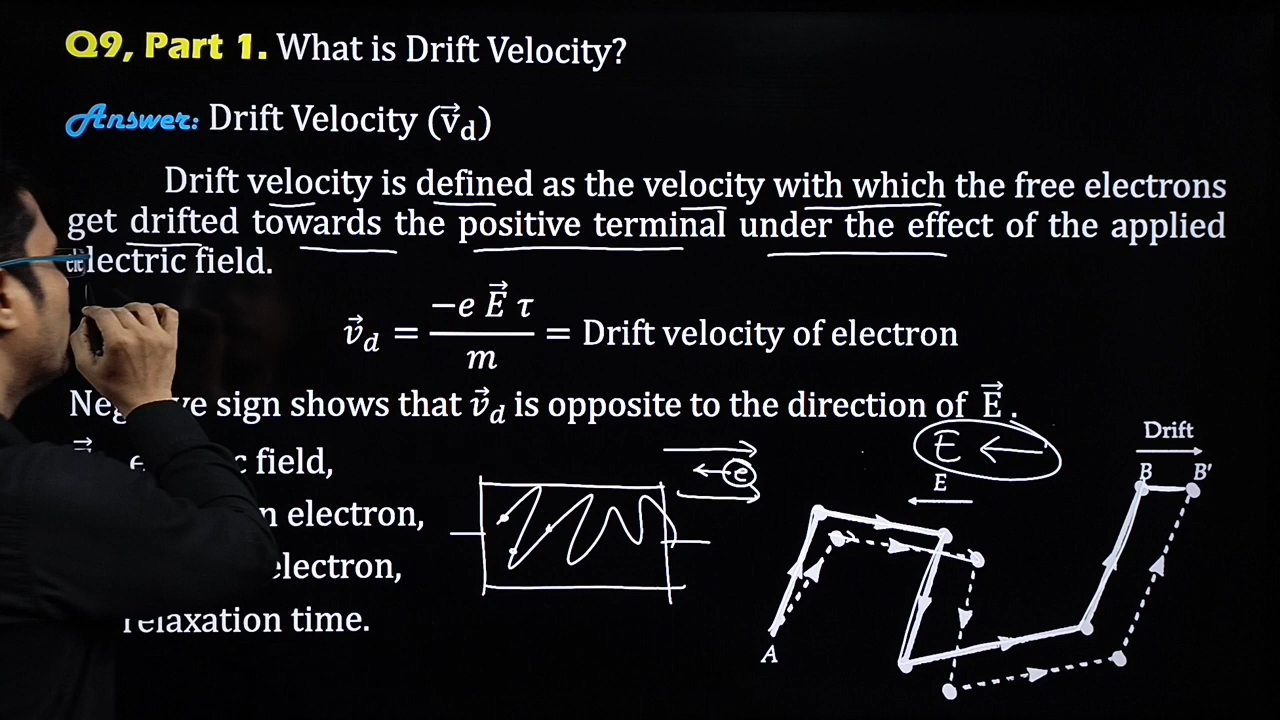 Q9, Part 1. What is Drift Velocity?
Answer: Drift Velocity (v⃗d)
Drift velocity is defined as the velocity with which the free electrons
get drifted towards the positive terminal under the effect of the applied
electric field.
v⃗d = −e E⃗ τ / m = Drift velocity of electron
sign shows that v⃗d is opposite to the direction of E⃗ .
field,
electron,
electron,
relaxation time.
e
E ←
E
Drift
B B'
A